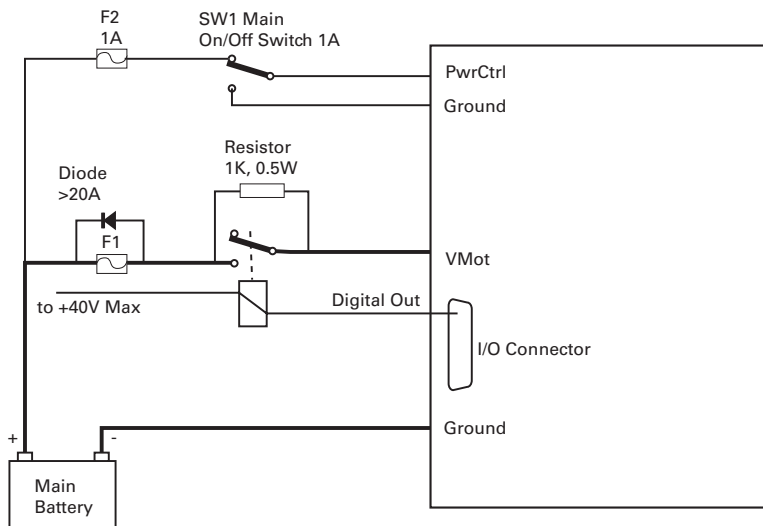 F2
1A
SW1 Main
On/Off Switch 1A
PwrCtrl
Ground
Resistor
1K, 0.5W
Diode
>20A
F1
VMot
to +40V Max
Digital Out
I/O Connector
Ground
+
-
Main
Battery